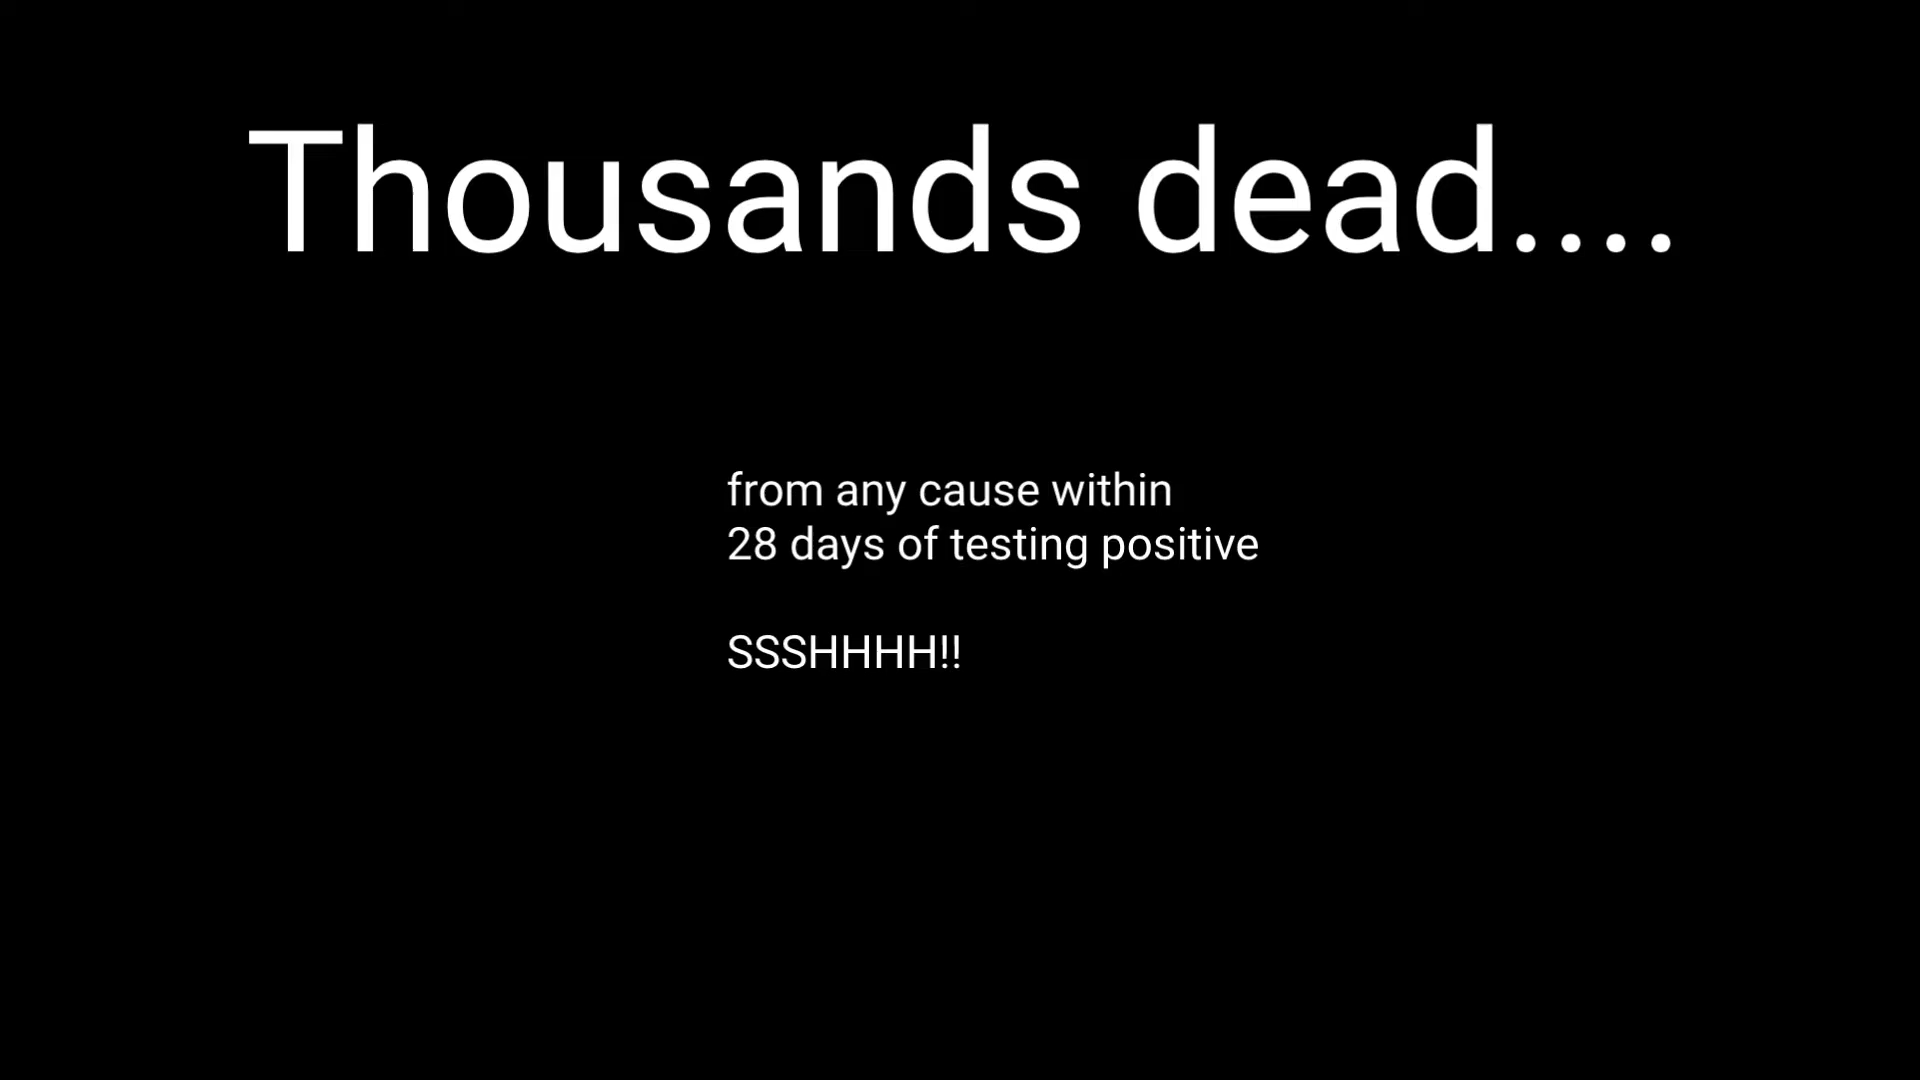 Thousands dead....
from any cause within
28 days of testing positive
SSSHHHH!!